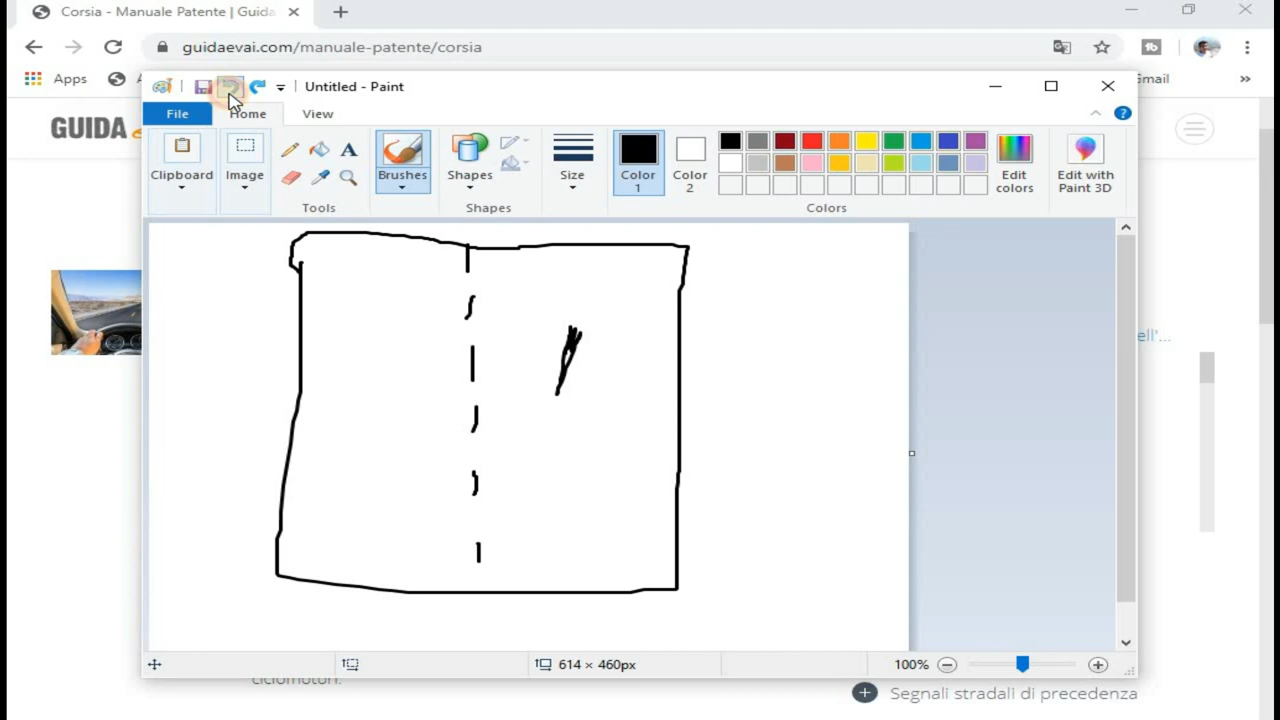 Corsia - Manuale Patente | Guida
guidaevai.com/manuale-patente/corsia
Apps
Gmail
»
GUIDA
Untitled - Paint
File
Home
View
Clipboard
Image
Tools
Brushes
Shapes
Shapes
Size
Color
1
Color
2
Colors
Edit
colors
Edit with
Paint 3D
ell'...
614 × 460px
100%
ciclomotori.
Segnali stradali di precedenza